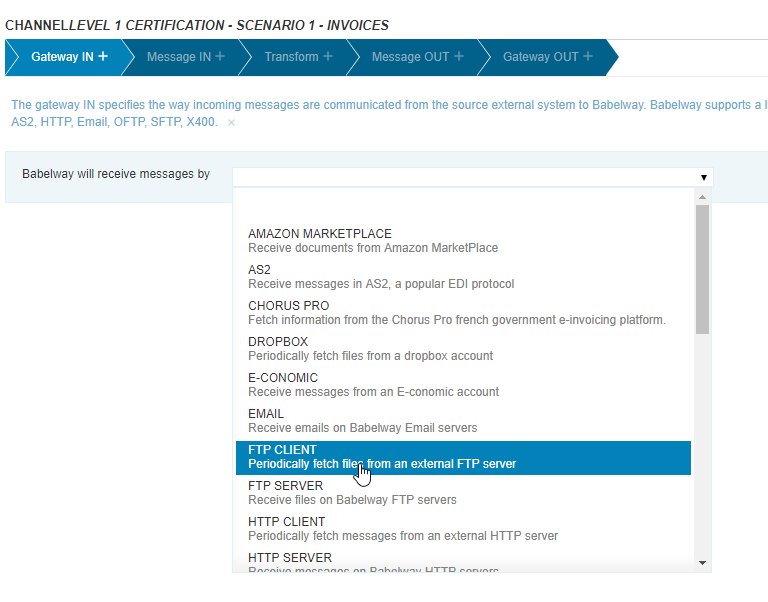 CHANNELLEVEL 1 CERTIFICATION - SCENARIO 1 - INVOICES
Gateway IN + Message IN + Transform + Message OUT + Gateway OUT +
The gateway IN specifies the way incoming messages are communicated from the source external system to Babelway. Babelway supports a
AS2, HTTP, Email, OFTP, SFTP, X400. ×
Babelway will receive messages by
AMAZON MARKETPLACE
Receive documents from Amazon MarketPlace
AS2
Receive messages in AS2, a popular EDI protocol
CHORUS PRO
Fetch information from the Chorus Pro french government e-invoicing platform.
DROPBOX
Periodically fetch files from a dropbox account
E-CONOMIC
Receive messages from an E-conomic account
EMAIL
Receive emails on Babelway Email servers
FTP CLIENT
Periodically fetch files from an external FTP server
FTP SERVER
Receive files on Babelway FTP servers
HTTP CLIENT
Periodically fetch messages from an external HTTP server
HTTP SERVER
Receive messages on Babelway HTTP servers